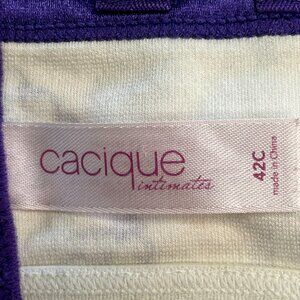 cacique
intimates
42C
made in China